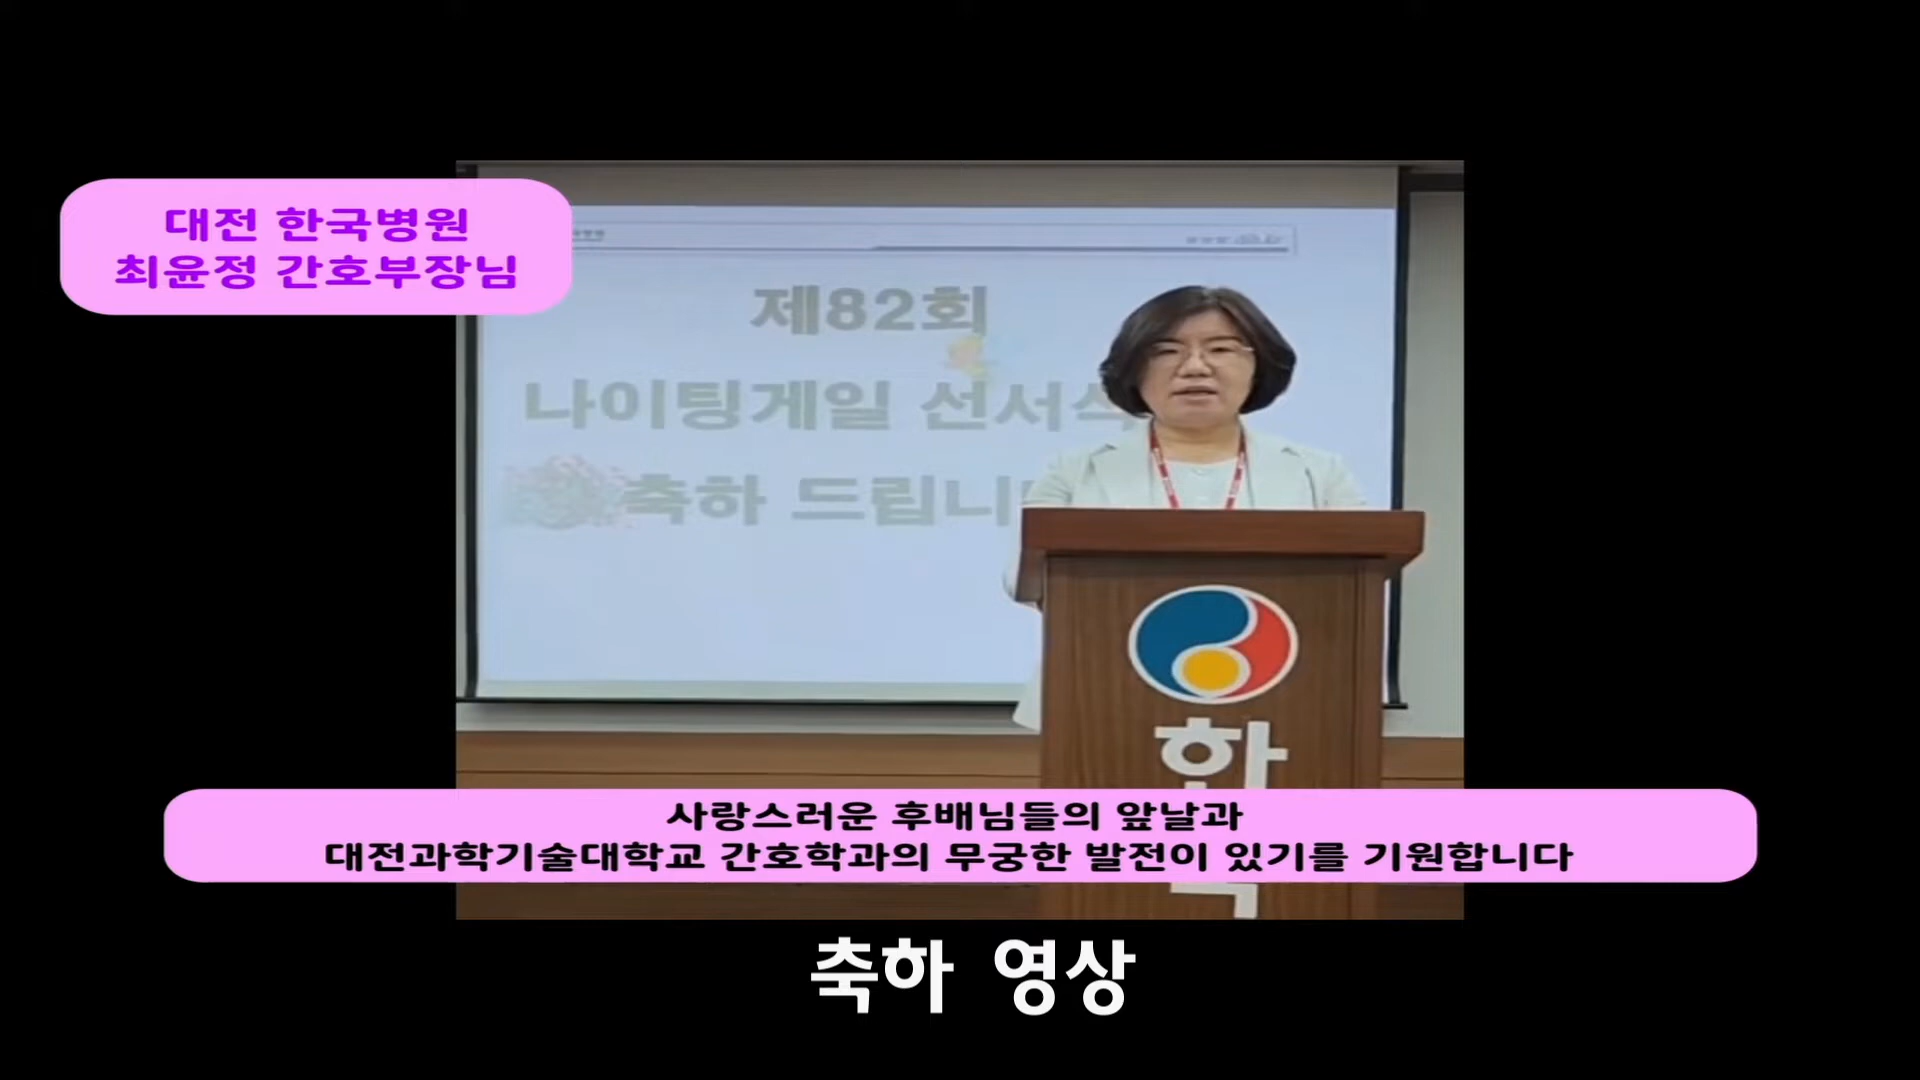 대전 한국병원
최윤정 간호부장님
제82회
나이팅게일 선서식
축하 드립니
한
사랑스러운 후배님들의 앞날과
대전과학기술대학교 간호학과의 무궁한 발전이 있기를 기원합니다
축하 영상